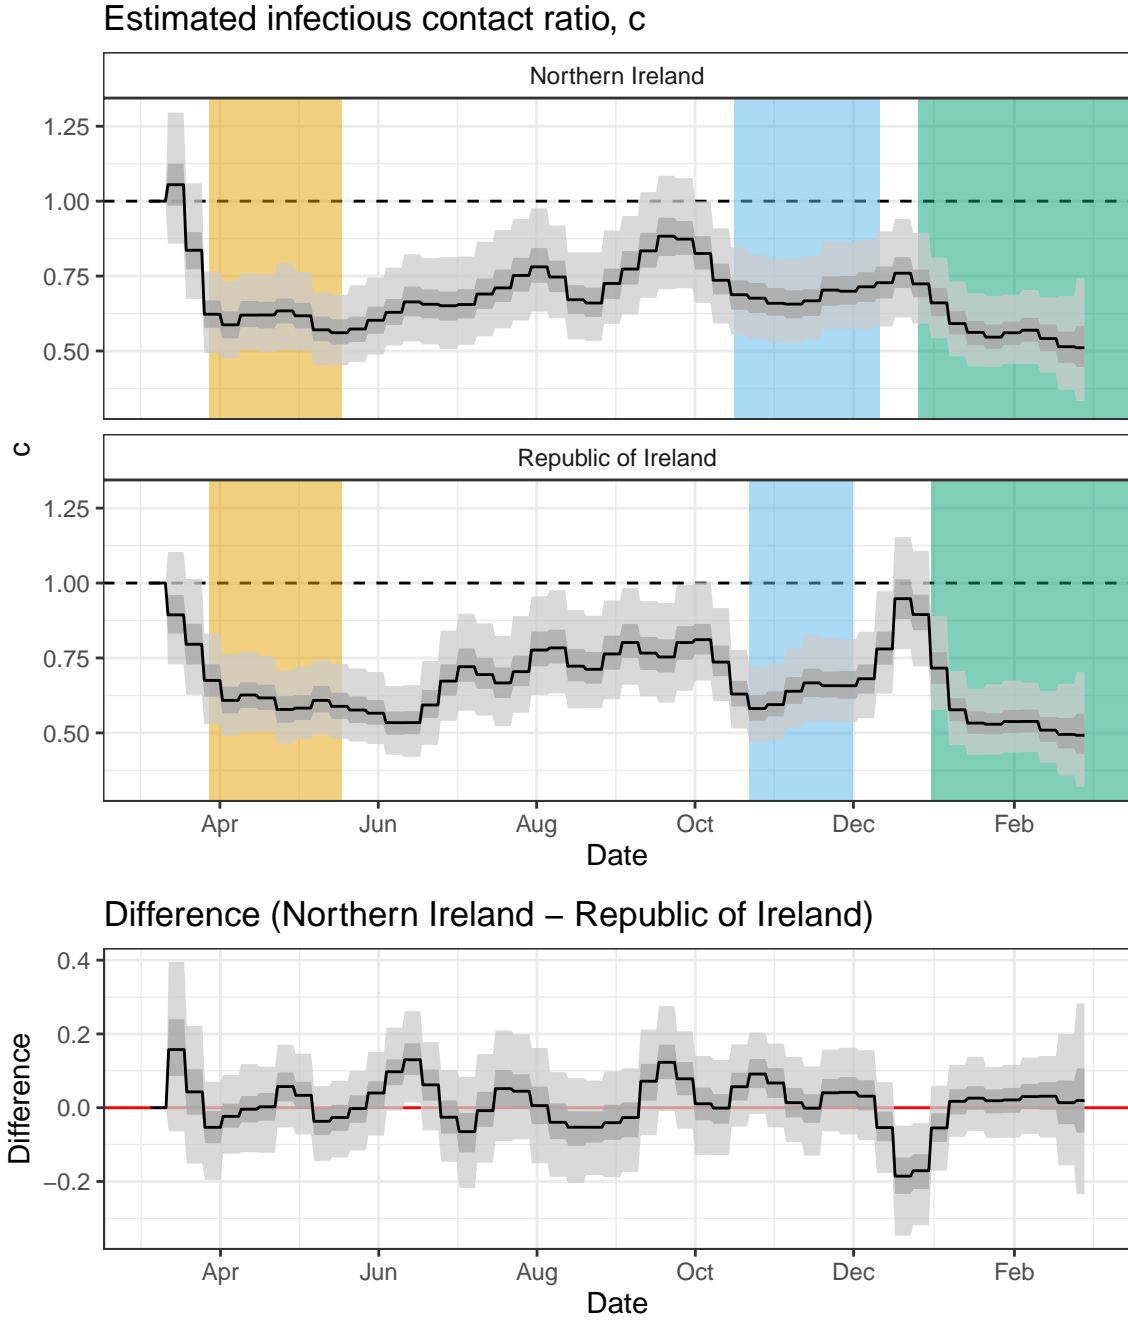 Estimated infectious contact ratio, c
Northern Ireland
1.25
1.00
0.75
0.50
c
Republic of Ireland
1.25
1.00
0.75
0.50
Apr Jun Aug Oct Dec Feb
Date
Difference (Northern Ireland − Republic of Ireland)
0.4
0.2
0.0
−0.2
Difference
Apr Jun Aug Oct Dec Feb
Date